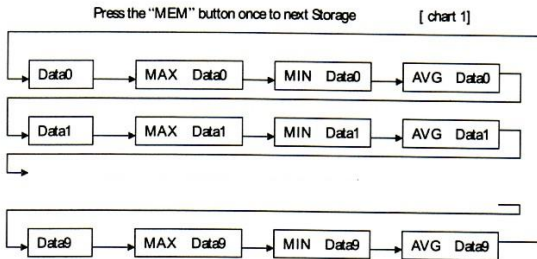 Press the “MEM” button once to next Storage [ chart 1]
Data0 MAX Data0 MIN Data0 AVG Data0
Data1 MAX Data1 MIN Data1 AVG Data1
Data9 MAX Data9 MIN Data9 AVG Data9